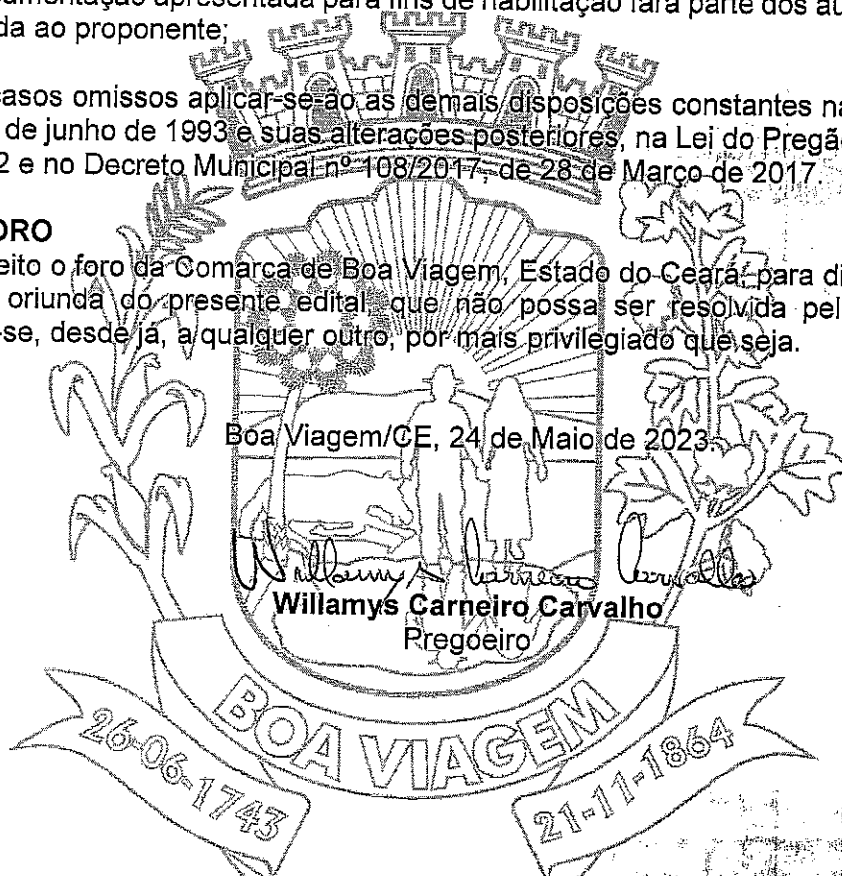 umentação apresentada para fins de habilitação fará parte dos au
da ao proponente;
casos omissos aplicar-se-ão as demais disposições constantes na
de junho de 1993 e suas alterações posteriores, na Lei do Pregã
2 e no Decreto Municipal nº 108/2017, de 28 de Março de 2017.
ORO
eito o foro da Comarca de Boa Viagem, Estado do Ceará, para di
oriunda do presente edital, que não possa ser resolvida pel
-se, desde já, a qualquer outro, por mais privilegiado que seja.
Boa Viagem/CE, 24 de Maio de 2023.
Willamys Carneiro Carvalho
Willamys Carneiro Carvalho
Pregoeiro
BOA VIAGEM
26-06-1743
21-11-1864